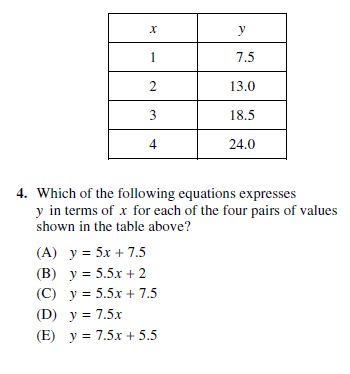 x y
1 7.5
2 13.0
3 18.5
4 24.0
4. Which of the following equations expresses
y in terms of x for each of the four pairs of values
shown in the table above?
(A) y = 5x + 7.5
(B) y = 5.5x + 2
(C) y = 5.5x + 7.5
(D) y = 7.5x
(E) y = 7.5x + 5.5